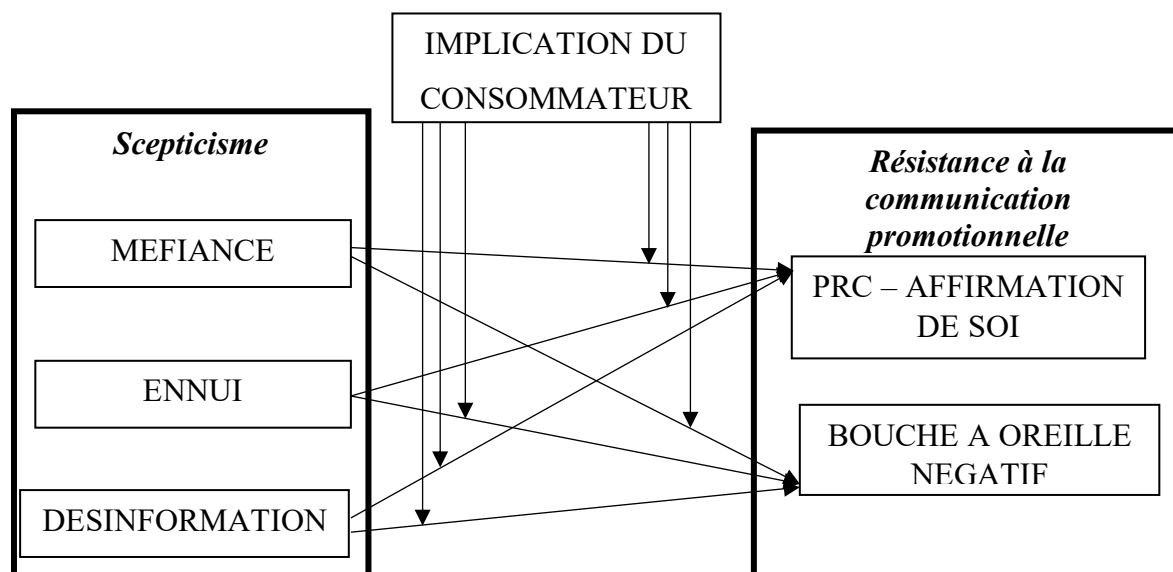 IMPLICATION DU
CONSOMMATEUR
Scepticisme
MEFIANCE
ENNUI
DESINFORMATION
Résistance à la
communication
promotionnelle
PRC – AFFIRMATION
DE SOI
BOUCHE A OREILLE
NEGATIF